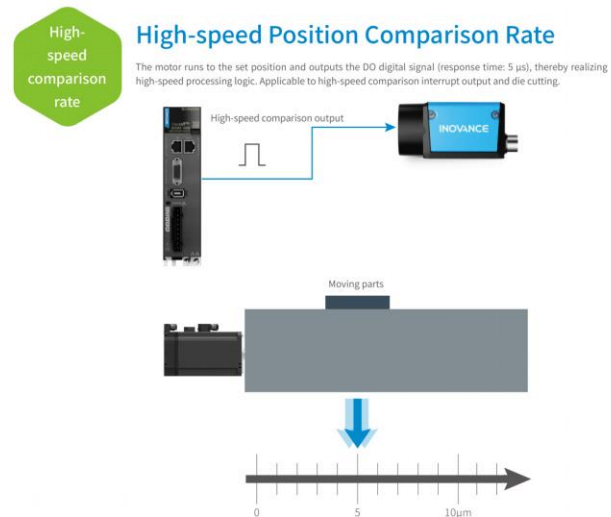 High-
speed
comparison
rate
High-speed Position Comparison Rate
The motor runs to the set position and outputs the DO digital signal (response time: 5 μs), thereby realizing
high-speed processing logic. Applicable to high-speed comparison interrupt output and die cutting.
High-speed comparison output
INOVANCE
Moving parts
0
5
10μm